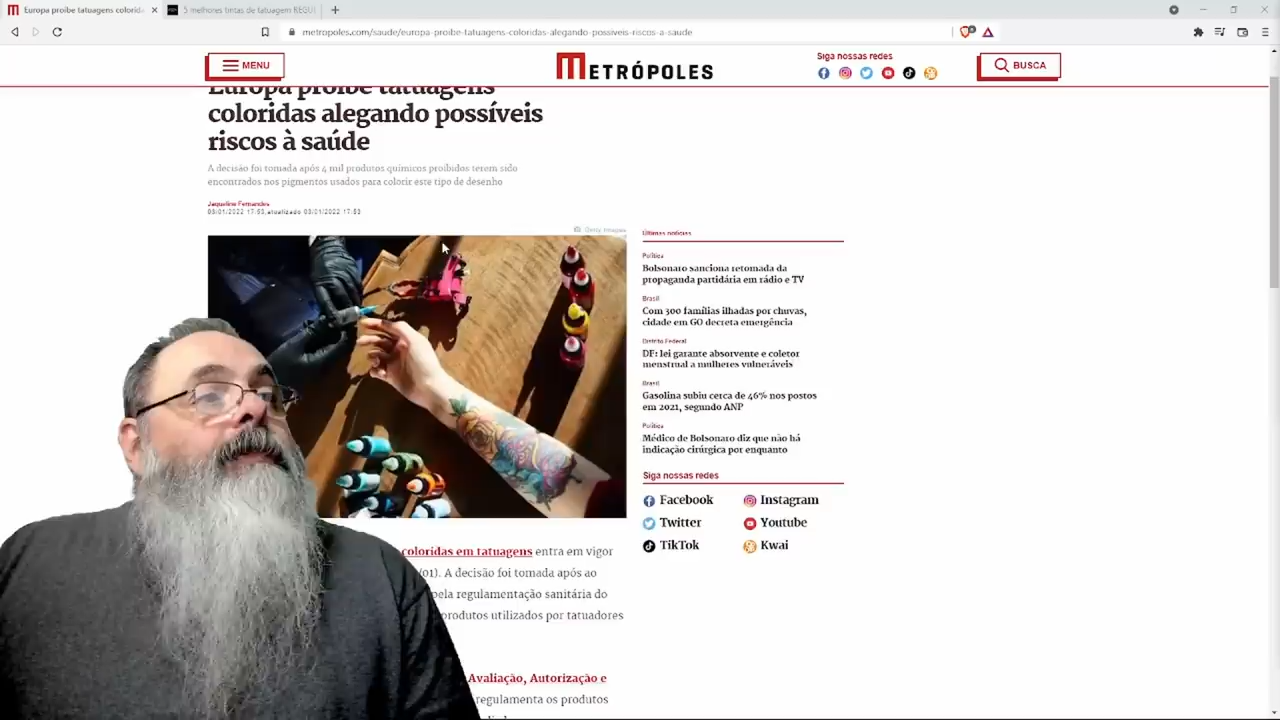 Europa proíbe tatuagens colorida
5 melhores tintas de tatuagem REGU
metropoles.com/saude/europa-proibe-tatuagens-coloridas-alegando-possiveis-riscos-a-saude
MENU
METRÓPOLES
Siga nossas redes
BUSCA
Europa proíbe tatuagens
coloridas alegando possíveis
riscos à saúde
A decisão foi tomada após 4 mil produtos químicos proibidos terem sido
encontrados nos pigmentos usados para colorir este tipo de desenho
Jaqueline Fernandes
03/01/2022 17:53, atualizado 03/01/2022 17:53
Getty Images
Últimas notícias
Política
Bolsonaro sanciona retomada da
propaganda partidária em rádio e TV
Brasil
Com 300 famílias ilhadas por chuvas,
cidade em GO decreta emergência
Distrito Federal
DF: lei garante absorvente e coletor
menstrual a mulheres vulneráveis
Brasil
Gasolina subiu cerca de 46% nos postos
em 2021, segundo ANP
Política
Médico de Bolsonaro diz que não há
indicação cirúrgica por enquanto
Siga nossas redes
Facebook
Instagram
Twitter
Youtube
TikTok
Kwai
coloridas em tatuagens entra em vigor
/01). A decisão foi tomada após ao
pela regulamentação sanitária do
produtos utilizados por tatuadores
Avaliação, Autorização e
regulamenta os produtos